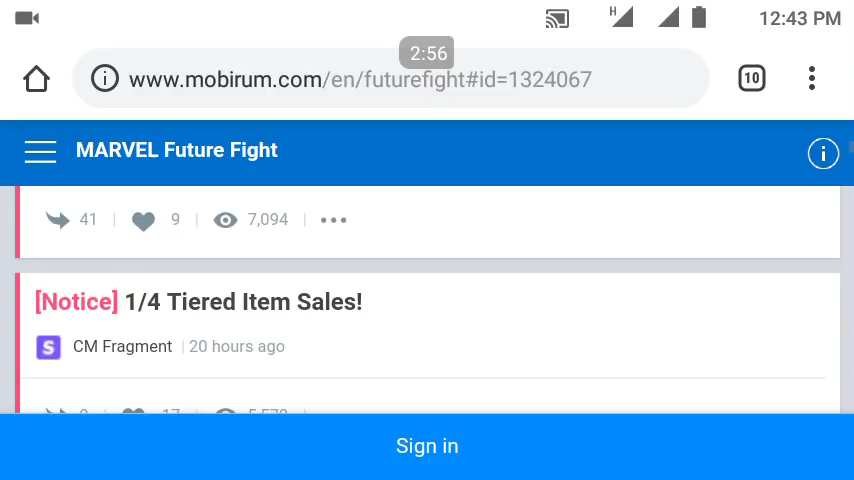 H
12:43 PM
2:56
www.mobirum.com/en/futurefight#id=1324067
10
MARVEL Future Fight
41 | 9 | 7,094 |
[Notice] 1/4 Tiered Item Sales!
S CM Fragment | 20 hours ago
Sign in